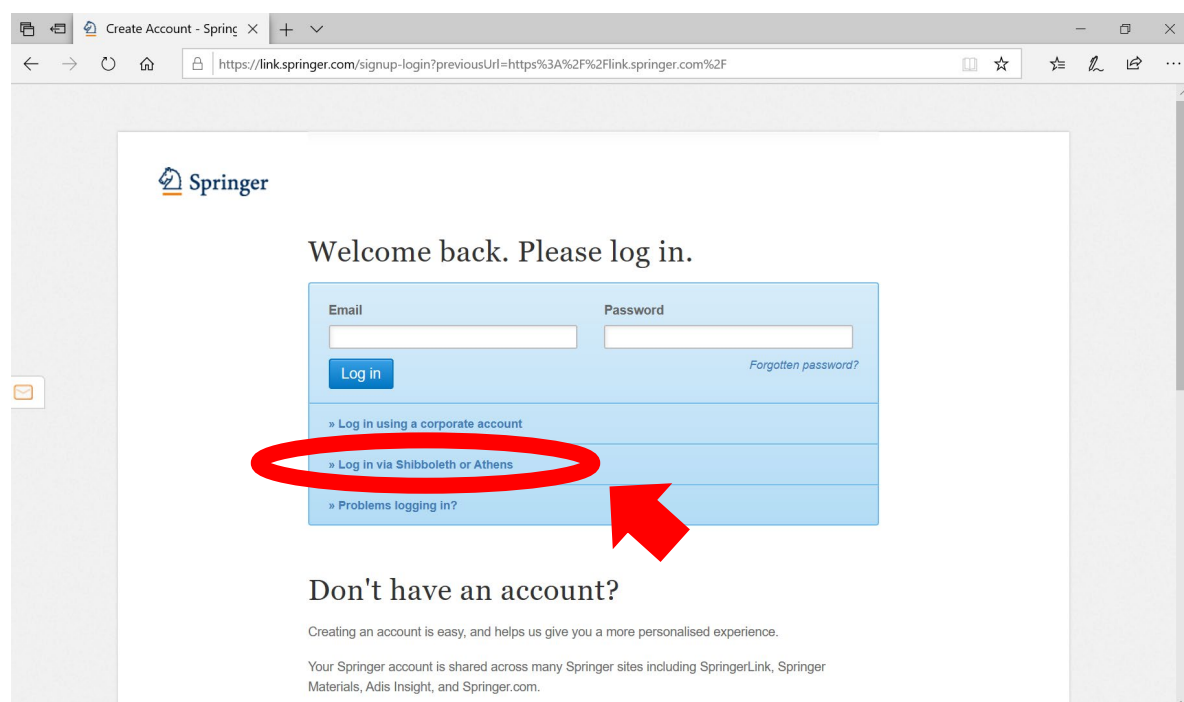 Create Account - Spring
https://link.springer.com/signup-login?previousUrl=https%3A%2F%2Flink.springer.com%2F
Springer
Welcome back. Please log in.
Email Password
Log in Forgotten password?
» Log in using a corporate account
» Log in via Shibboleth or Athens
» Problems logging in?
Don't have an account?
Creating an account is easy, and helps us give you a more personalised experience.
Your Springer account is shared across many Springer sites including SpringerLink, Springer
Materials, Adis Insight, and Springer.com.